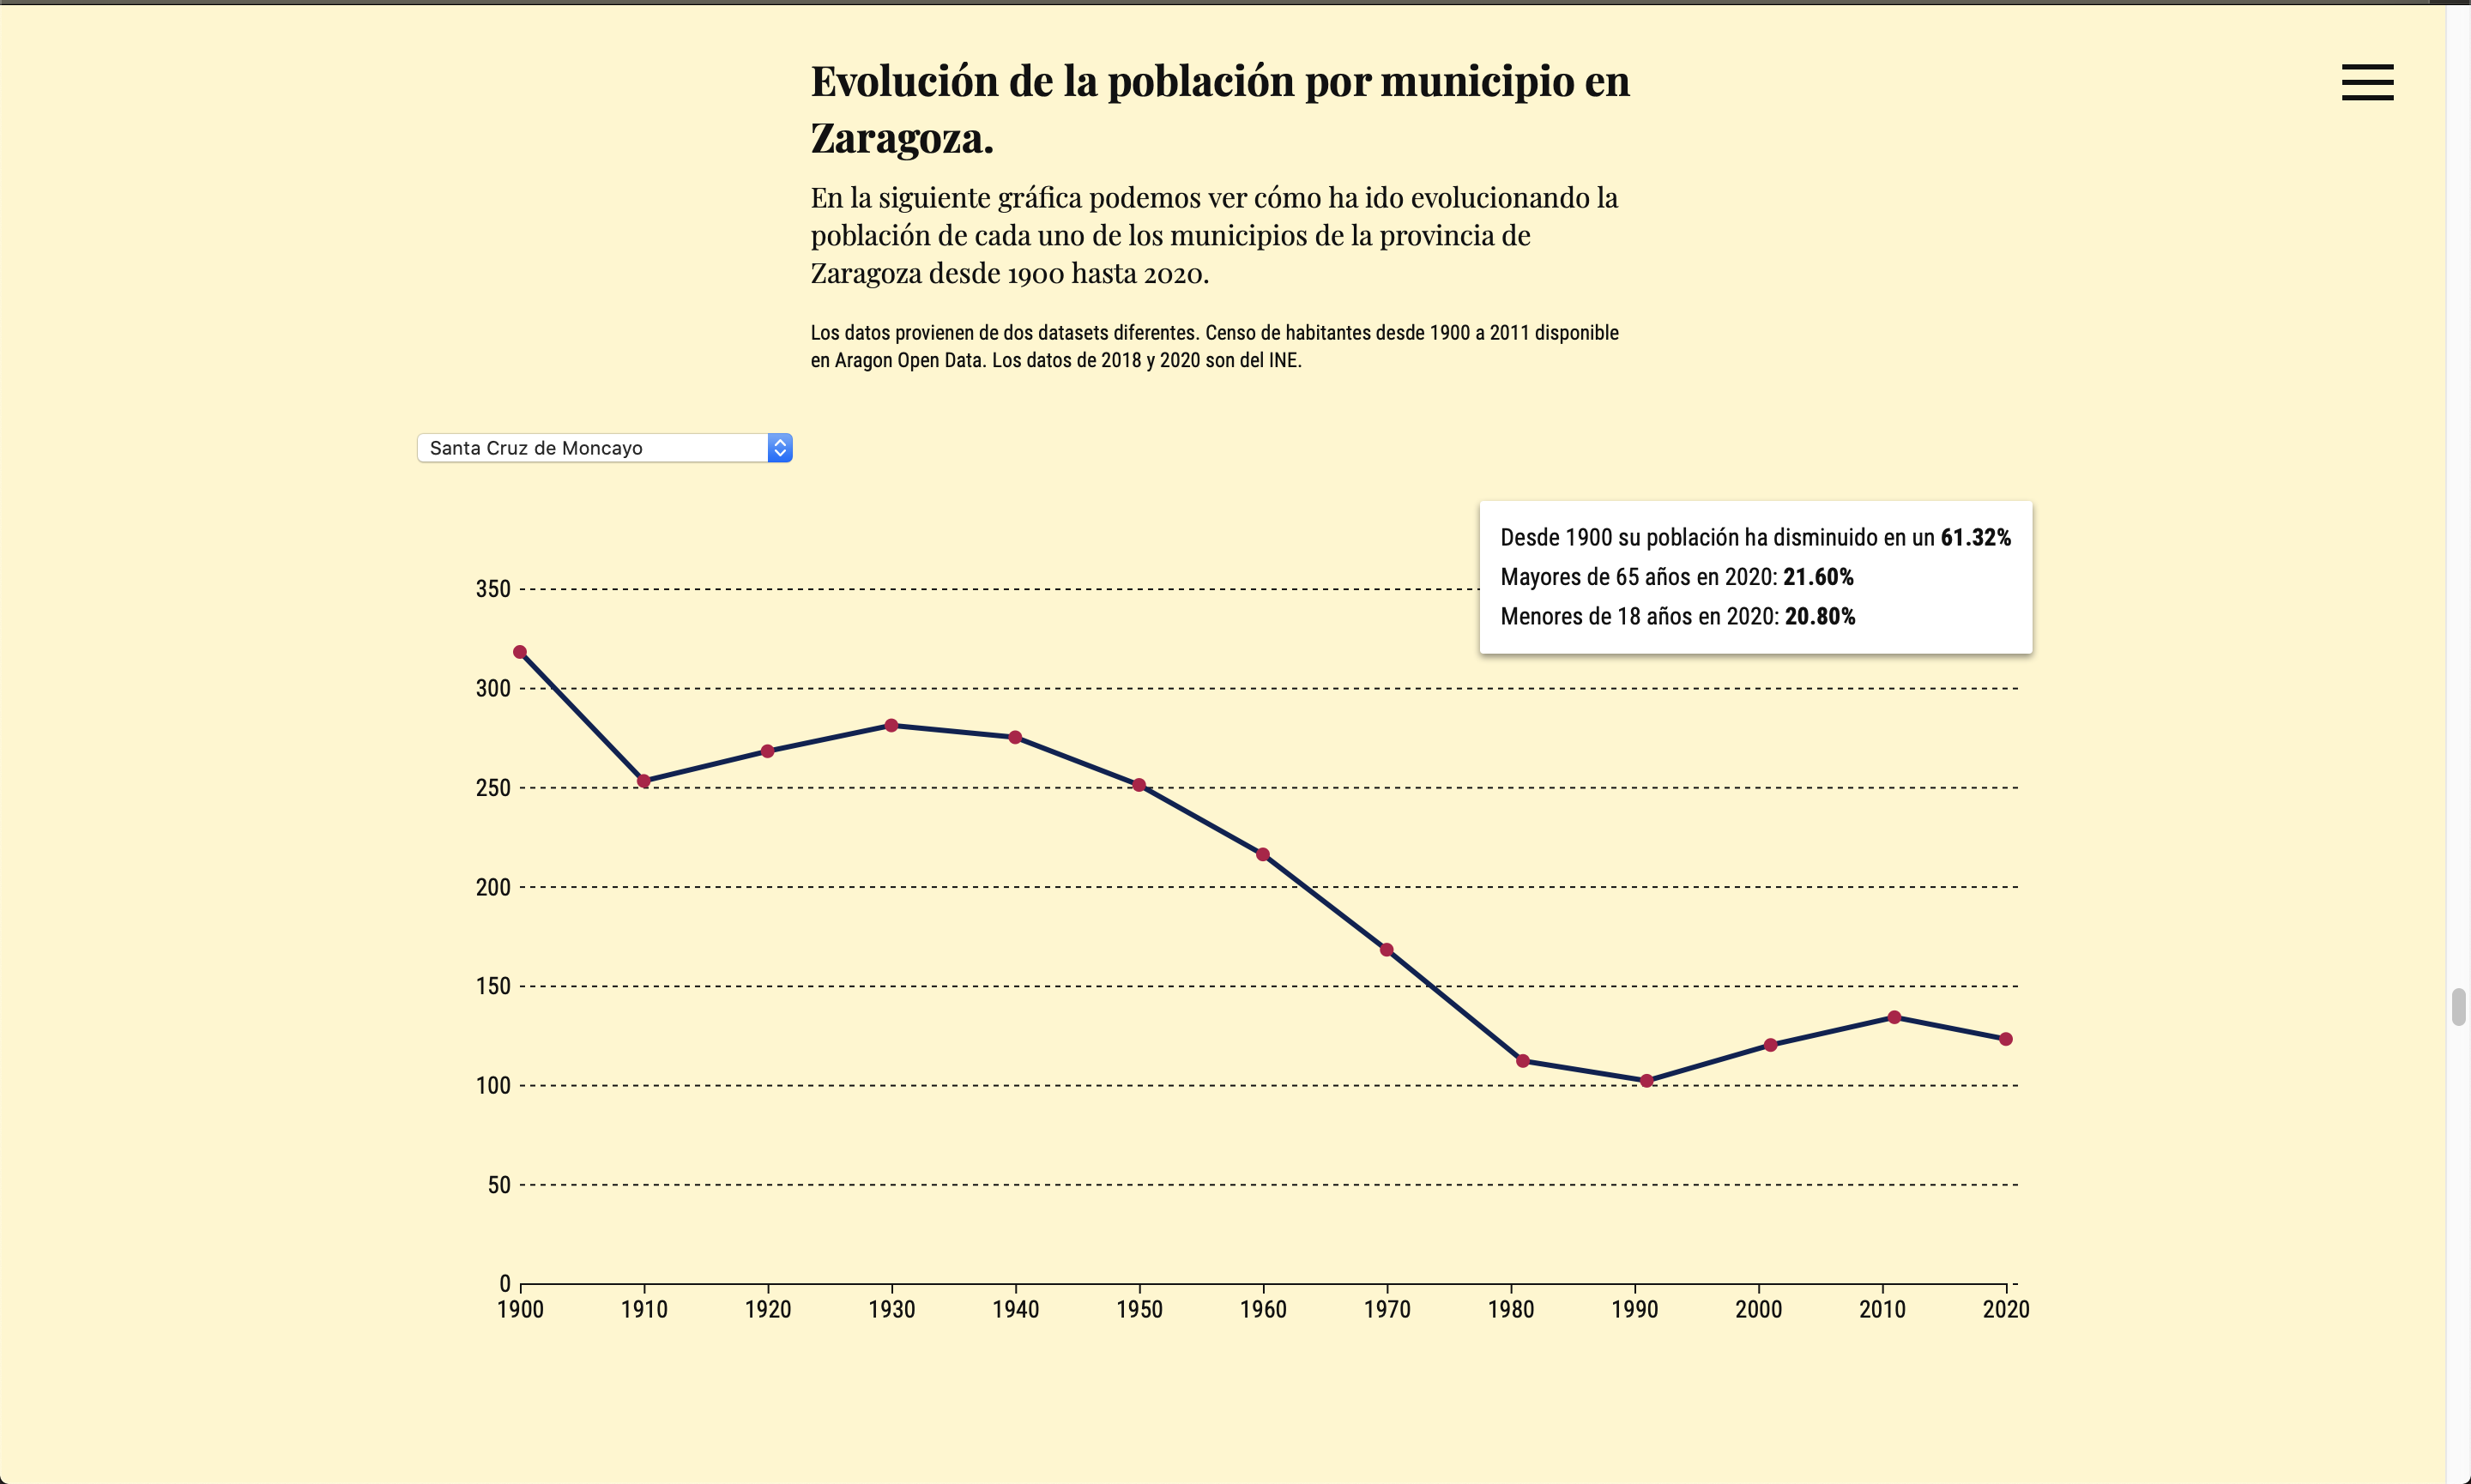 Evolución de la población por municipio en
Zaragoza.
En la siguiente gráfica podemos ver cómo ha ido evolucionando la
población de cada uno de los municipios de la provincia de
Zaragoza desde 1900 hasta 2020.
Los datos provienen de dos datasets diferentes. Censo de habitantes desde 1900 a 2011 disponible
en Aragon Open Data. Los datos de 2018 y 2020 son del INE.
Santa Cruz de Moncayo
Desde 1900 su población ha disminuido en un 61.32%
Mayores de 65 años en 2020: 21.60%
Menores de 18 años en 2020: 20.80%
350
300
250
200
150
100
50
0
1900 1910 1920 1930 1940 1950 1960 1970 1980 1990 2000 2010 2020